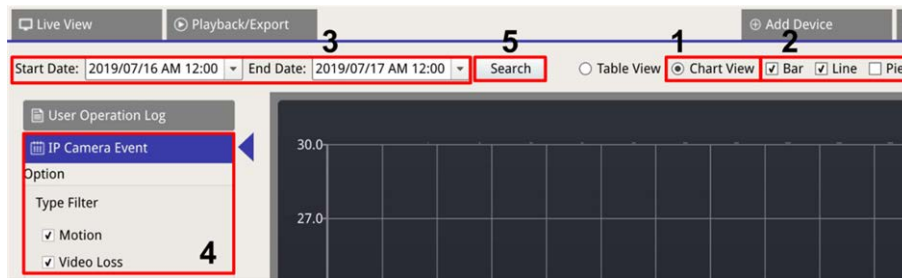 Live View Playback/Export Add Device
3 5 1 2
Start Date: 2019/07/16 AM 12:00 End Date: 2019/07/17 AM 12:00 Search Table View Chart View Bar Line Pie
User Operation Log
IP Camera Event
Option
Type Filter
Motion
Video Loss
4
30.0
27.0